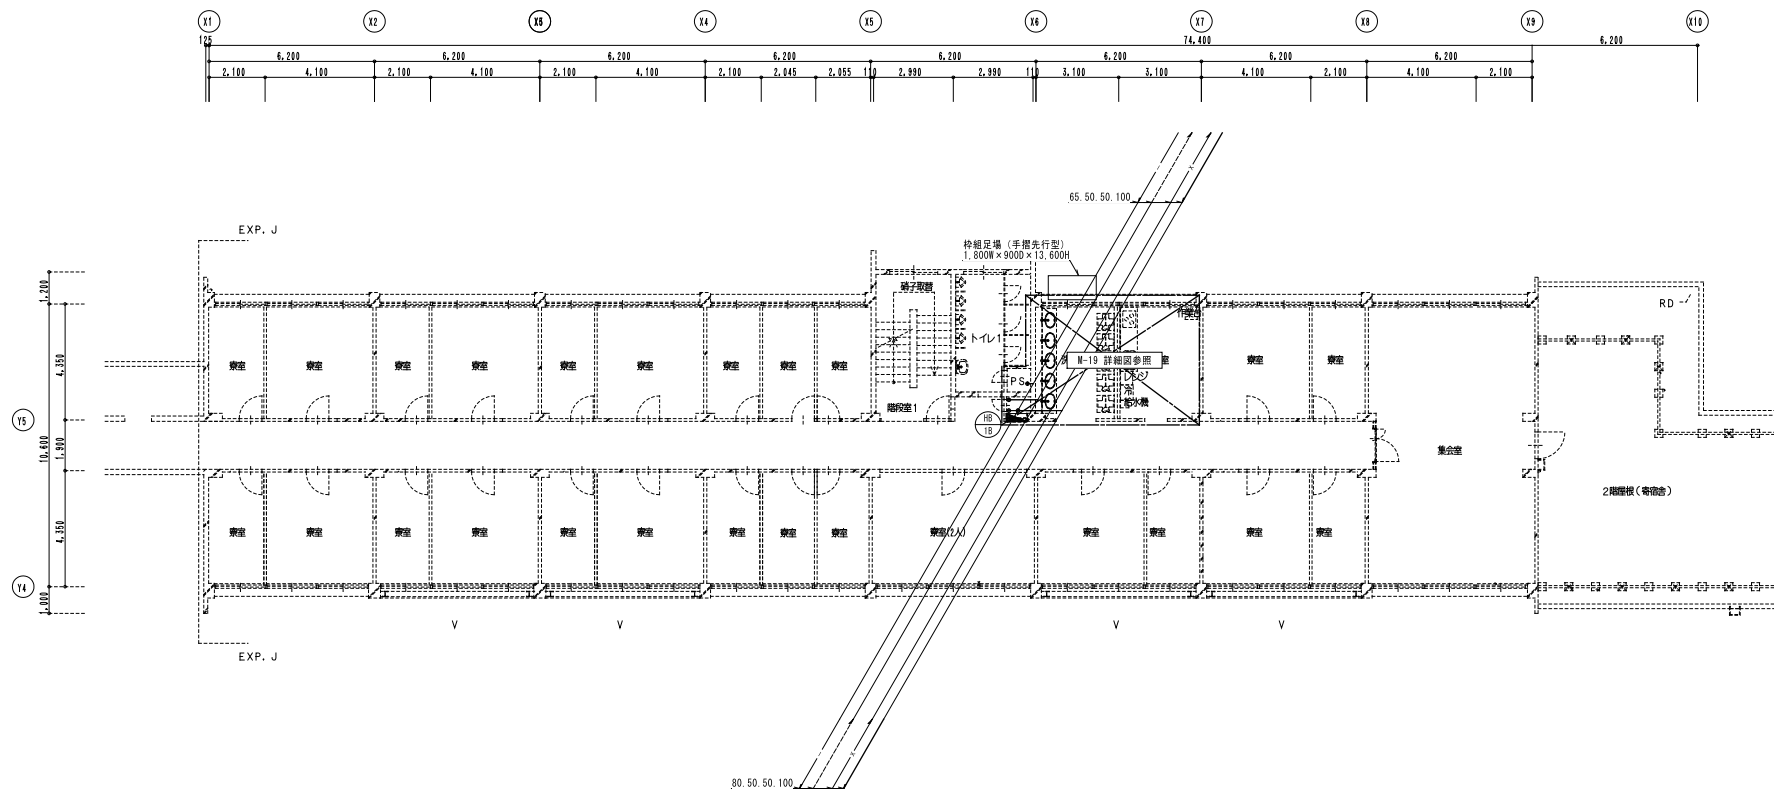 X1 X2 X3 X4 X5 X6 X7 X8 X9 X10
125 74,400 6,200
6,200 6,200 6,200 6,200 6,200 6,200 6,200 6,200
2,100 4,100 2,100 4,100 2,100 4,100 2,100 2,045 2,055 110 2,990 2,990 110 3,100 3,100 4,100 2,100 4,100 2,100
65.50.50.100
EXP. J
枠組足場 (手摺先行型)
1,800W×900D×13,600H
1,200
硝子取替
RD
トイレ1
4,350
寮室 寮室 寮室 寮室 寮室 寮室 寮室 寮室 寮室
M-19 詳細図参照
寮室 寮室
PS
レンジ
冷
給水機
階段室1
Y5
HB
1B
10,600
1,900
集会室
2階屋根(寄宿舎)
4,350
寮室 寮室 寮室 寮室 寮室 寮室 寮室 寮室 寮室 寮室(2人) 寮室 寮室 寮室 寮室
Y4
1,000
V V V V
EXP. J
80.50.50.100